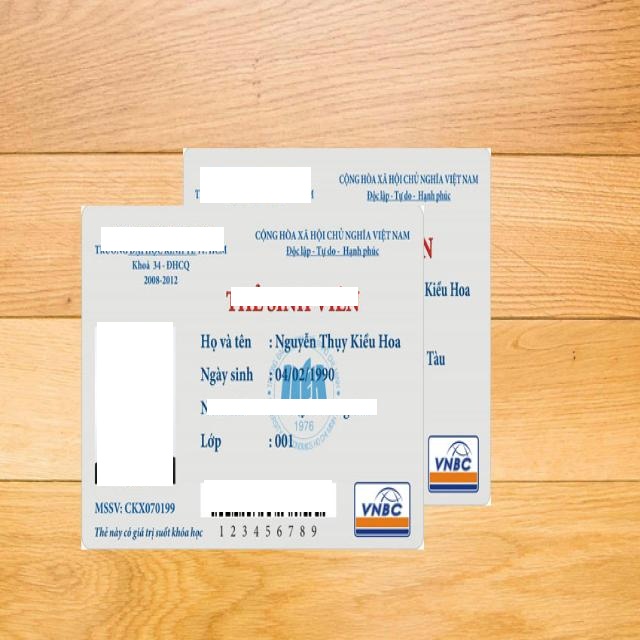 CỘNG HÒA XÃ HỘI CHỦ NGHĨA VIỆT NAM
Độc lập - Tự do - Hạnh phúc
N
Kiều Hoa
Tàu
VNBC
TRƯỜNG ĐẠI HỌC KINH TẾ TP. HCM
Khoá 34 - ĐHCQ
2008-2012
CỘNG HÒA XÃ HỘI CHỦ NGHĨA VIỆT NAM
Độc lập - Tự do - Hạnh phúc
THẺ SINH VIÊN
Họ và tên : Nguyễn Thụy Kiều Hoa
Ngày sinh : 04/02/1990
N
Lớp : 001
1976
MSSV: CKX070199
Thẻ này có giá trị suốt khóa học
1 2 3 4 5 6 7 8 9
VNBC